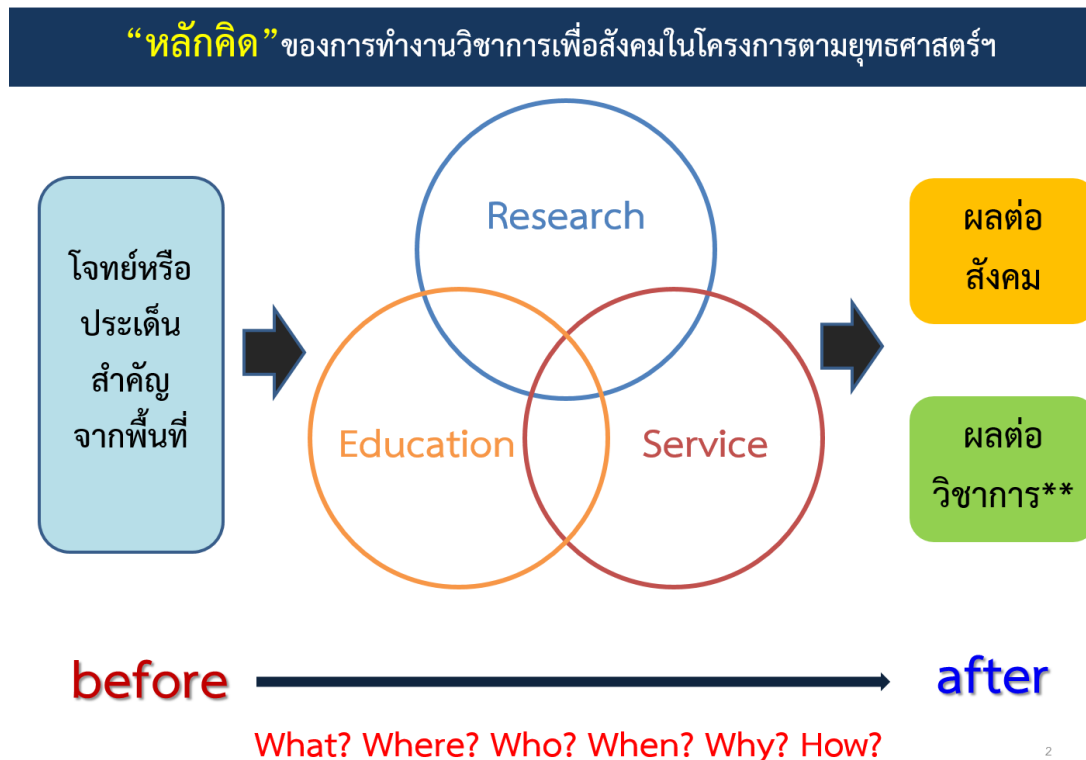 “หลักคิด” ของการทำงานวิชาการเพื่อสังคมในโครงการตามยุทธศาสตร์ฯ
โจทย์หรือ
ประเด็น
สำคัญ
จากพื้นที่
Research
Education
Service
ผลต่อ
สังคม
ผลต่อ
วิชาการ**
before
after
What? Where? Who? When? Why? How?
2